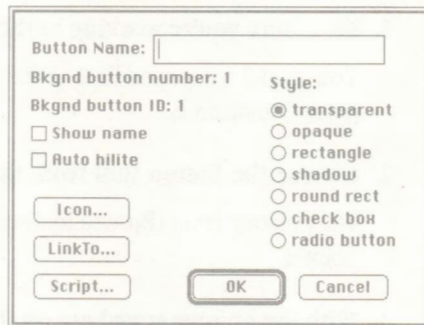 Button Name:
Bkgnd button number: 1
Bkgnd button ID: 1
Show name
Auto hilite
Icon...
LinkTo...
Script...
Style:
transparent
opaque
rectangle
shadow
round rect
check box
radio button
OK
Cancel